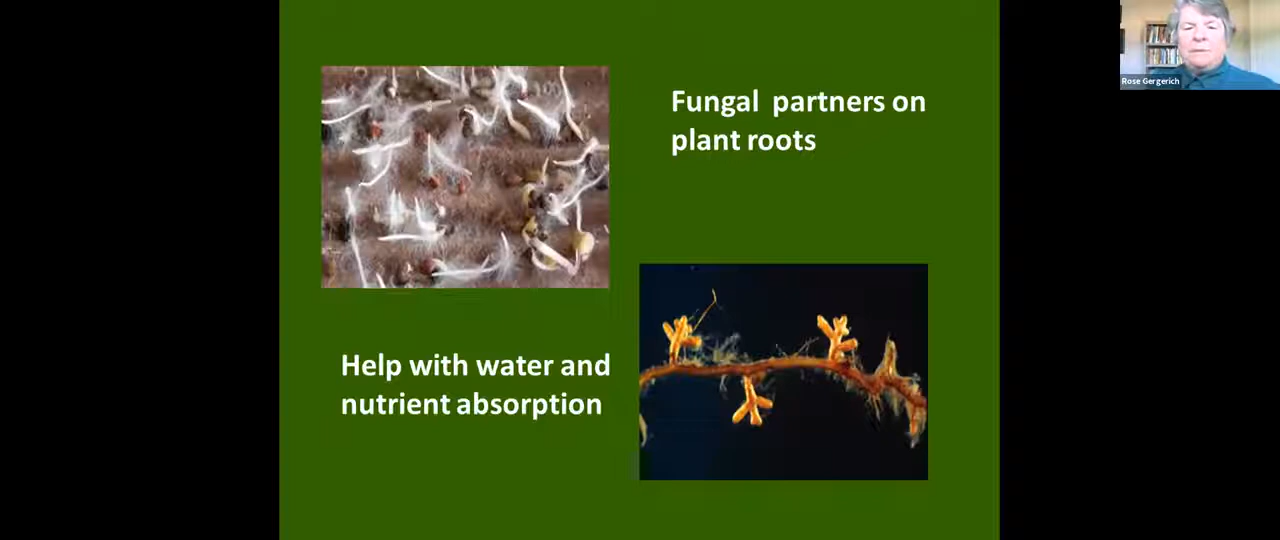 Fungal partners on
plant roots
Help with water and
nutrient absorption
Rose Gergerich